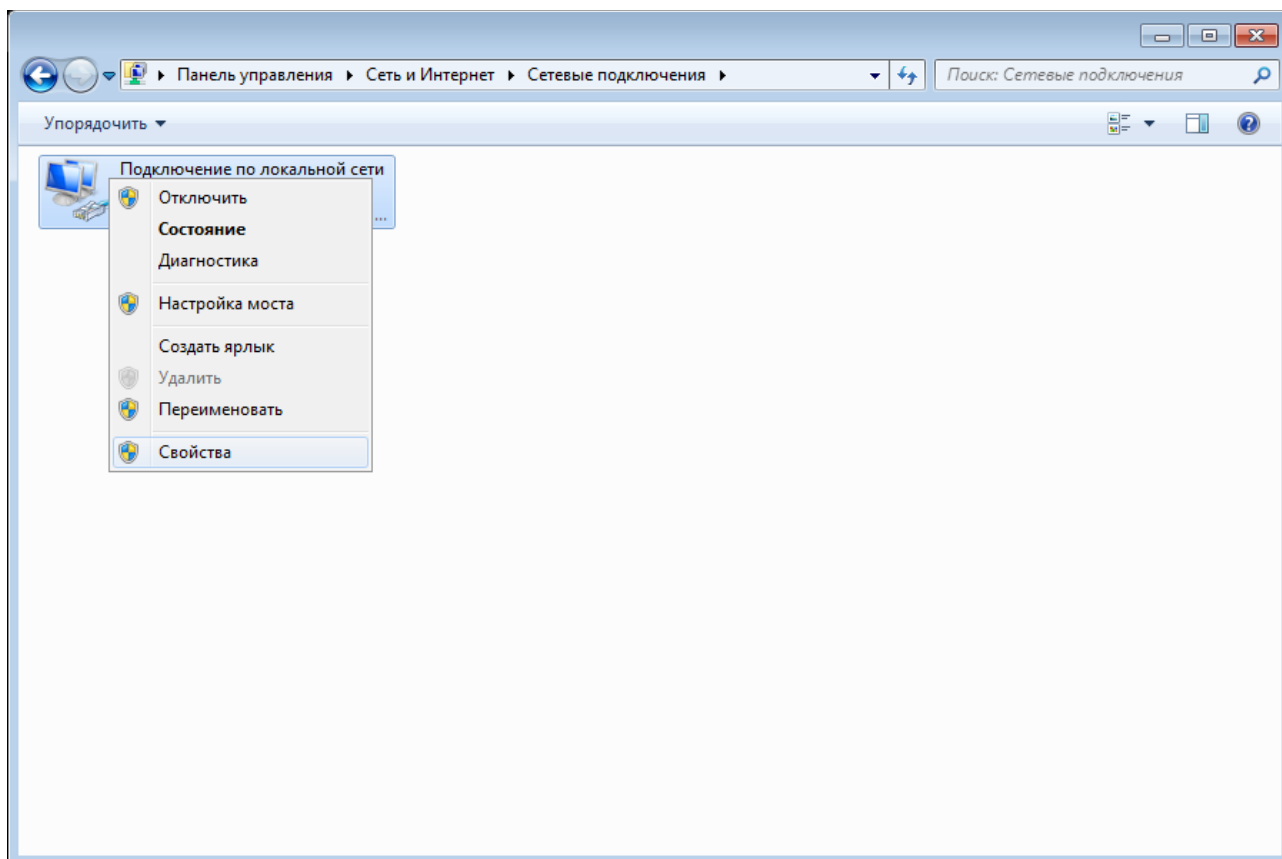 Панель управления
Сеть и Интернет
Сетевые подключения
Поиск: Сетевые подключения
Упорядочить
Подключение по локальной сети
...
Отключить
Состояние
Диагностика
Настройка моста
Создать ярлык
Удалить
Переименовать
Свойства